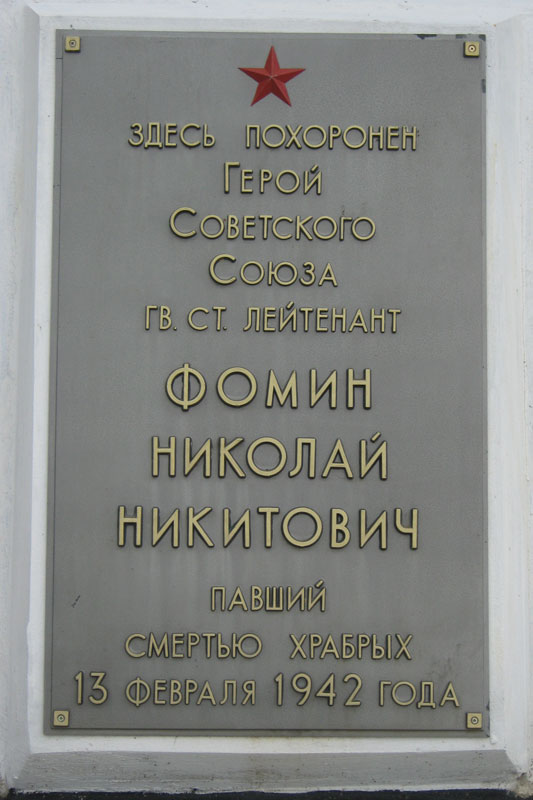 ЗДЕСЬ ПОХОРОНЕН
ГЕРОЙ
СОВЕТСКОГО
СОЮЗА
ГВ. СТ. ЛЕЙТЕНАНТ
ФОМИН
НИКОЛАЙ
НИКИТОВИЧ
ПАВШИЙ
СМЕРТЬЮ ХРАБРЫХ
13 ФЕВРАЛЯ 1942 ГОДА